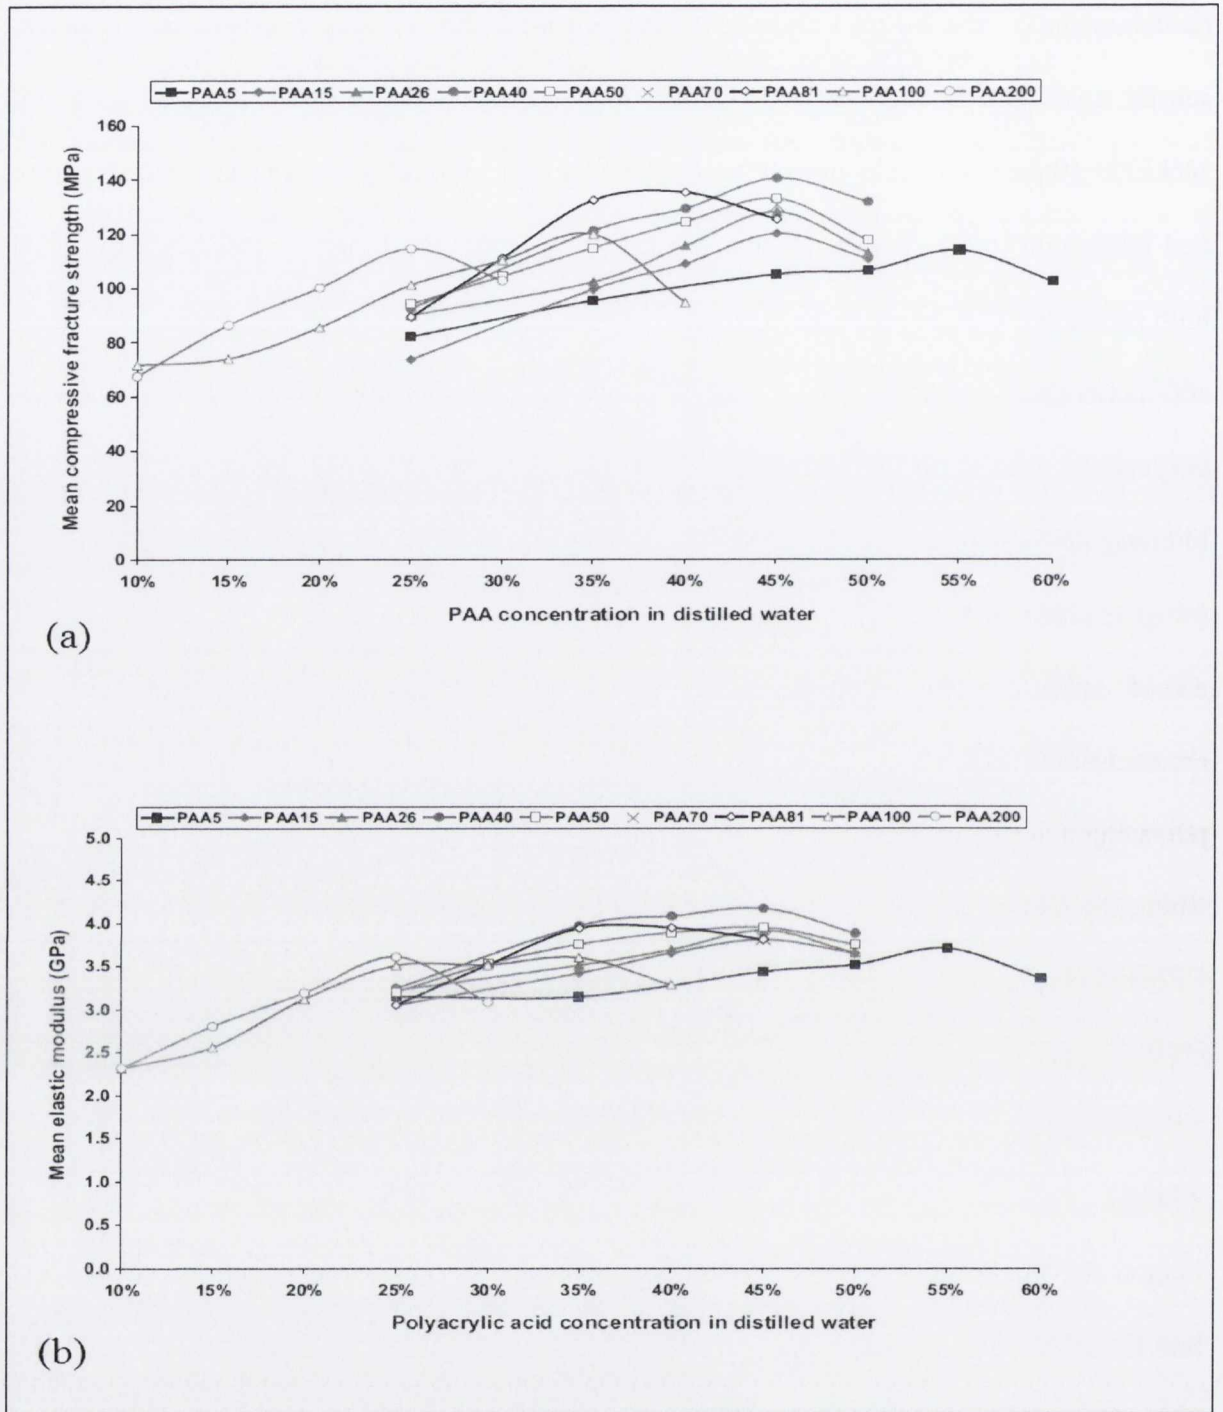 PAA5 PAA15 PAA26 PAA40 PAA50 PAA70 PAA81 PAA100 PAA200
160
140
120
100
80
60
40
20
0
Mean compressive fracture strength (MPa)
10% 15% 20% 25% 30% 35% 40% 45% 50% 55% 60%
PAA concentration in distilled water
(a)
PAA5 PAA15 PAA26 PAA40 PAA50 PAA70 PAA81 PAA100 PAA200
5.0
4.5
4.0
3.5
3.0
2.5
2.0
1.5
1.0
0.5
0.0
Mean elastic modulus (GPa)
10% 15% 20% 25% 30% 35% 40% 45% 50% 55% 60%
Polyacrylic acid concentration in distilled water
(b)